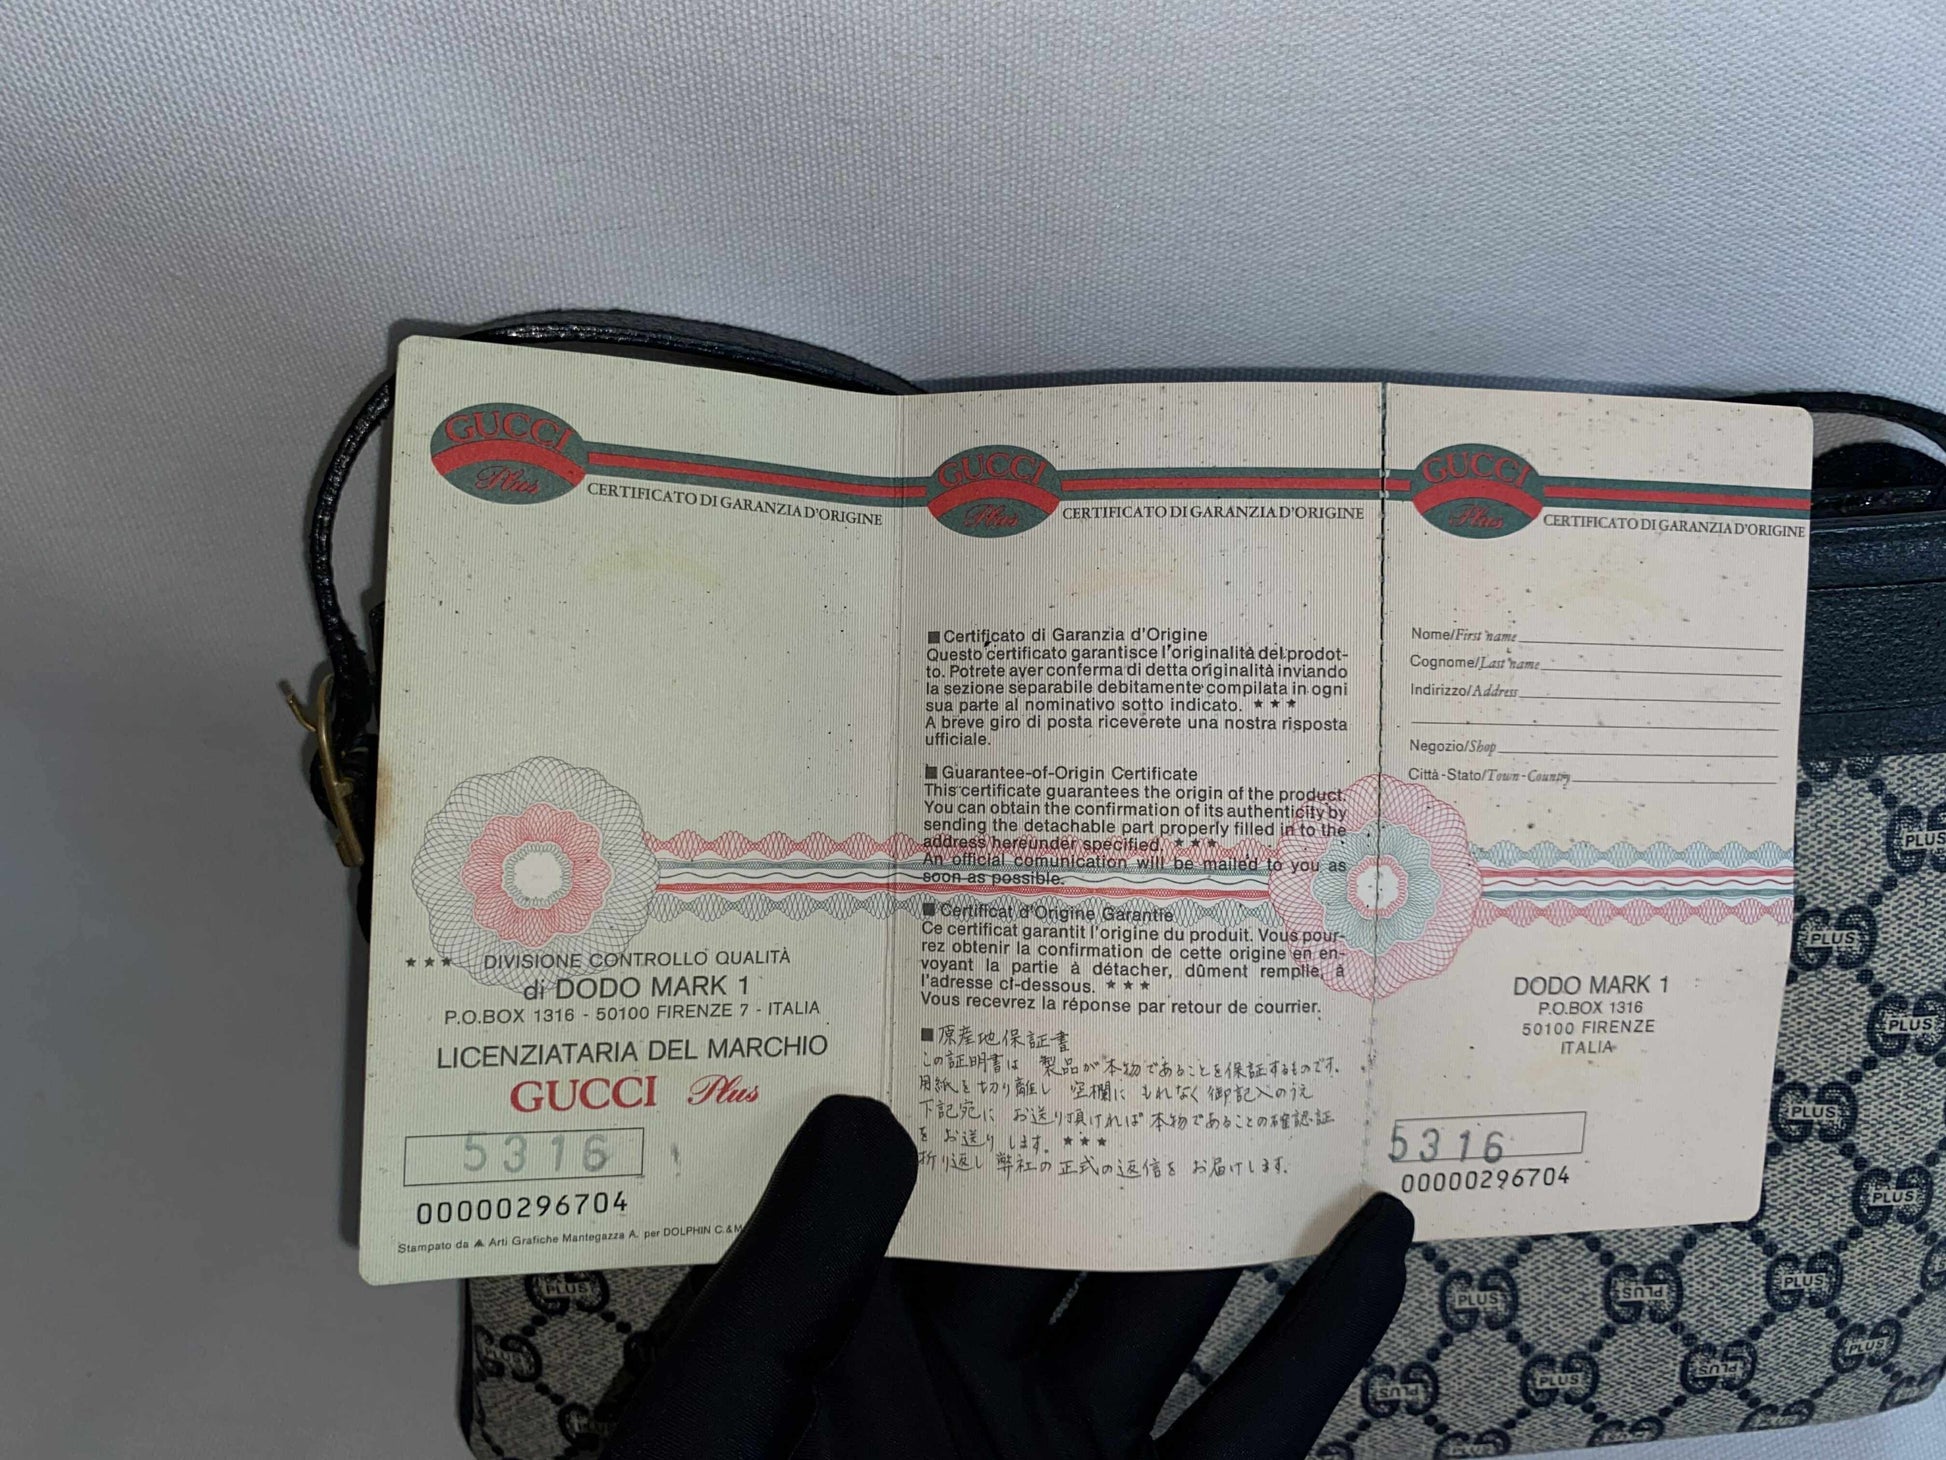 GUCCI
Plus
CERTIFICATO DI GARANZIA D'ORIGINE
*** DIVISIONE CONTROLLO QUALITÀ
di DODO MARK 1
P.O.BOX 1316 - 50100 FIRENZE 7 - ITALIA
LICENZIATARIA DEL MARCHIO
GUCCI Plus
5316
00000296704
Stampato da Arti Grafiche Mantegazza A. per DOLPHIN C.&M
GUCCI
Plus
CERTIFICATO DI GARANZIA D'ORIGINE
■ Certificato di Garanzia d'Origine
Questo certificato garantisce l'originalità del prodot-
to. Potrete aver conferma di detta originalità inviando
la sezione separabile debitamente compilata in ogni
sua parte al nominativo sotto indicato. ***
A breve giro di posta riceverete una nostra risposta
ufficiale.
■ Guarantee-of-Origin Certificate
This certificate guarantees the origin of the product.
You can obtain the confirmation of its authenticity by
sending the detachable part properly filled in to the
address hereunder specified. ***
An official comunication will be mailed to you as
soon as possible.
■ Certificat d'Origine Garantie
Ce certificat garantit l'origine du produit. Vous pour-
rez obtenir la confirmation de cette origine en en-
voyant la partie à détacher, dûment remplie, à
l'adresse ci-dessous. ***
Vous recevrez la réponse par retour de courrier.
■ 原産地保証書
この証明書は 製品が本物であることを保証するものです.
用紙を切り離し 空欄に もれなく御記入のうえ
下記宛に お送り頂ければ本物であることの確認証
を お送り します. ***
折り返し 弊社の正式の返信を お届けします.
GUCCI
Plus
CERTIFICATO DI GARANZIA D'ORIGINE
Nome/First name
Cognome/Last name
Indirizzo/Address
Negozio/Shop
Città-Stato/Town-Country
DODO MARK 1
P.O.BOX 1316
50100 FIRENZE
ITALIA
5316
00000296704
PLUS
PLUS
PLUS
PLUS
PLUS
PLUS
PLUS
PLUS
PLUS
PLUS
PLUS
PLUS
PLUS